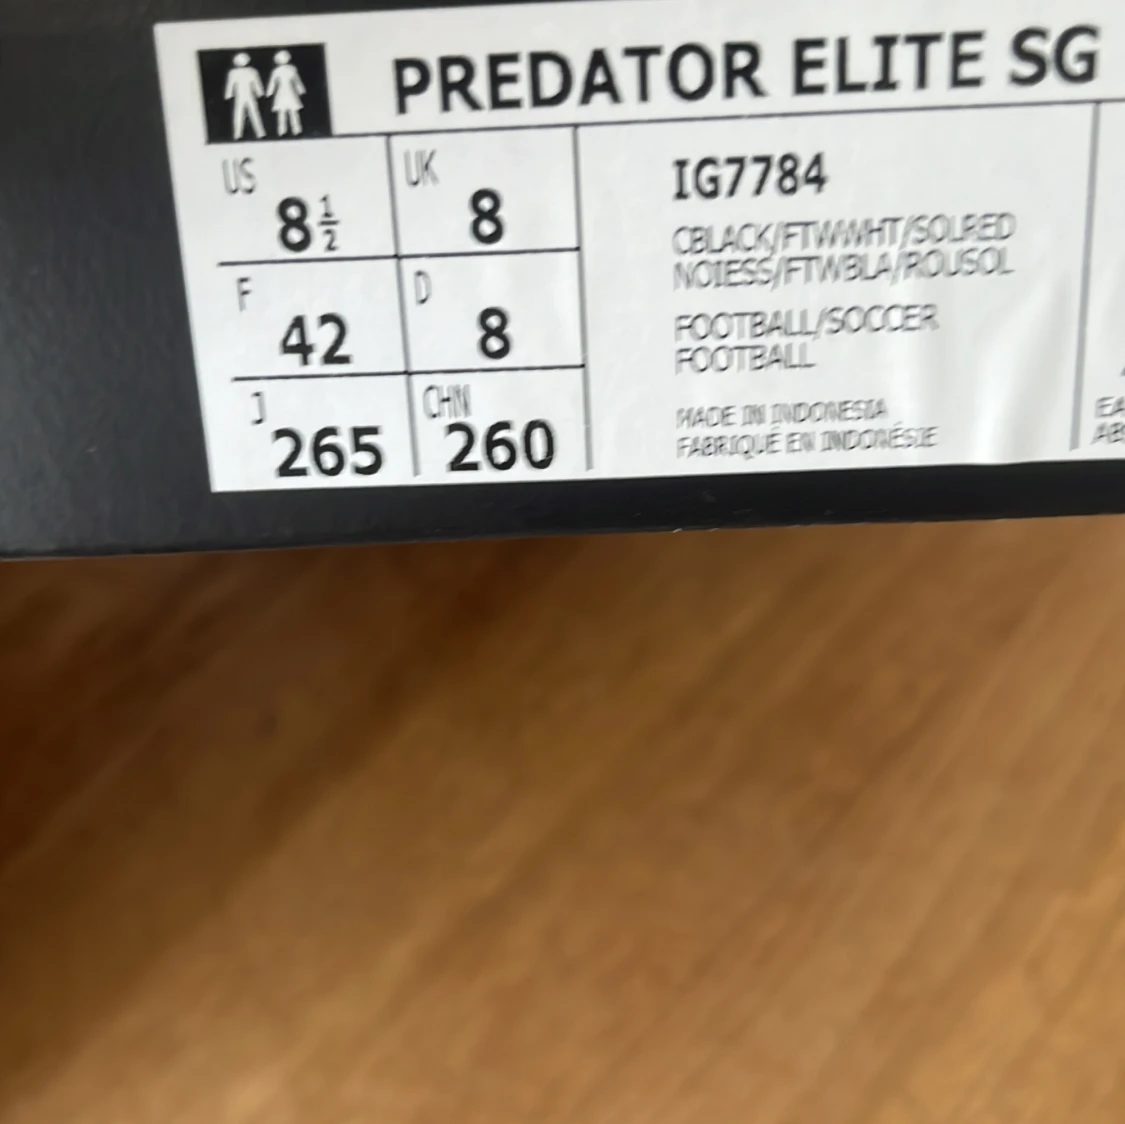 PREDATOR ELITE SG
US 8½ UK 8
F 42 D 8
J 265 CHN 260
IG7784
CBLACK/FTWWHT/SOLRED
NOIESS/FTWBLA/ROUSOL
FOOTBALL/SOCCER
FOOTBALL
MADE IN INDONESIA
FABRIQUÉ EN INDONÉSIE